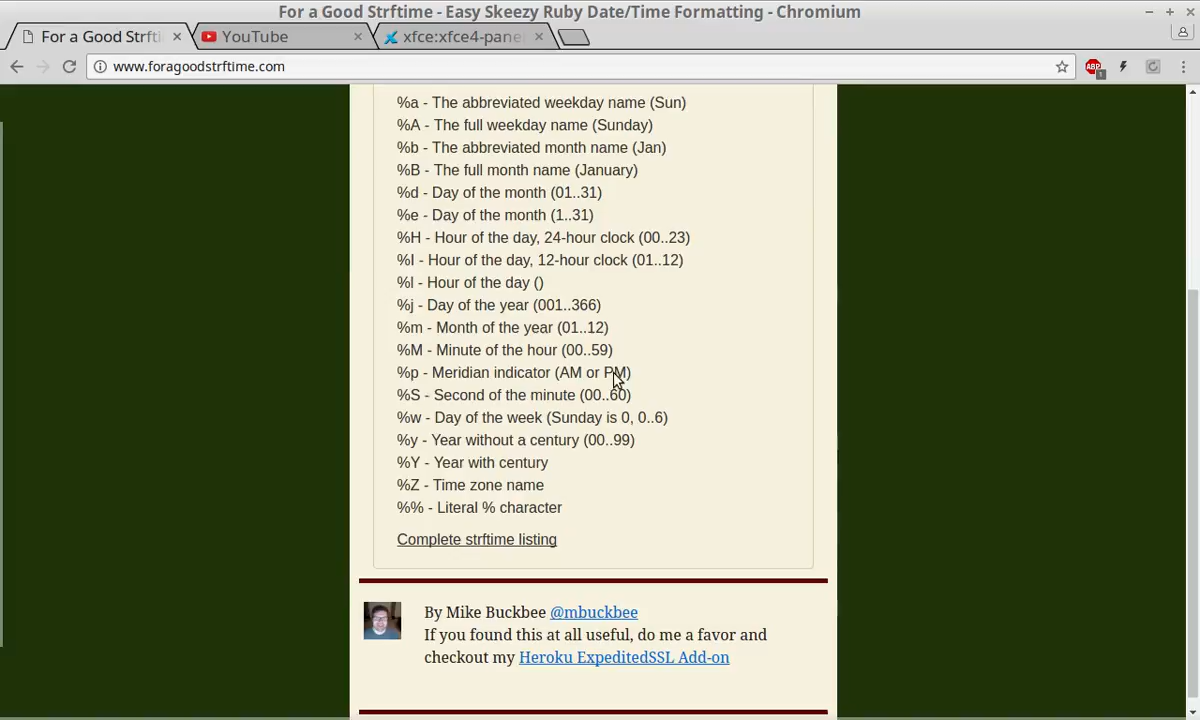 For a Good Strftime - Easy Skeezy Ruby Date/Time Formatting - Chromium
For a Good Strfti
YouTube
xfce:xfce4-panel
www.foragoodstrftime.com
ABP
1
%a - The abbreviated weekday name (Sun)
%A - The full weekday name (Sunday)
%b - The abbreviated month name (Jan)
%B - The full month name (January)
%d - Day of the month (01..31)
%e - Day of the month (1..31)
%H - Hour of the day, 24-hour clock (00..23)
%I - Hour of the day, 12-hour clock (01..12)
%l - Hour of the day ()
%j - Day of the year (001..366)
%m - Month of the year (01..12)
%M - Minute of the hour (00..59)
%p - Meridian indicator (AM or PM)
%S - Second of the minute (00..60)
%w - Day of the week (Sunday is 0, 0..6)
%y - Year without a century (00..99)
%Y - Year with century
%Z - Time zone name
%% - Literal % character
Complete strftime listing
By Mike Buckbee @mbuckbee
If you found this at all useful, do me a favor and
checkout my Heroku ExpeditedSSL Add-on